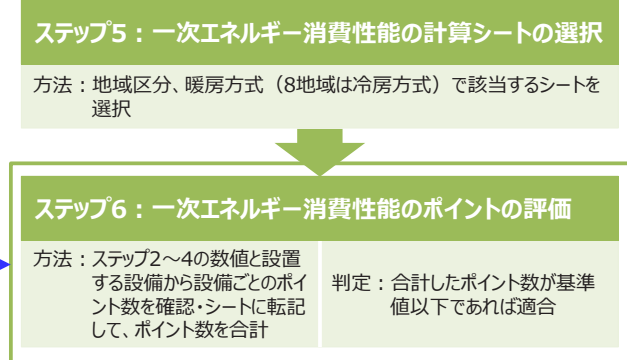 ステップ5：一次エネルギー消費性能の計算シートの選択
方法：地域区分、暖房方式（8地域は冷房方式）で該当するシートを
選択
ステップ6：一次エネルギー消費性能のポイントの評価
方法：ステップ2～4の数値と設置
する設備から設備ごとのポイ
ント数を確認・シートに転記
して、ポイント数を合計
判定：合計したポイント数が基準
値以下であれば適合